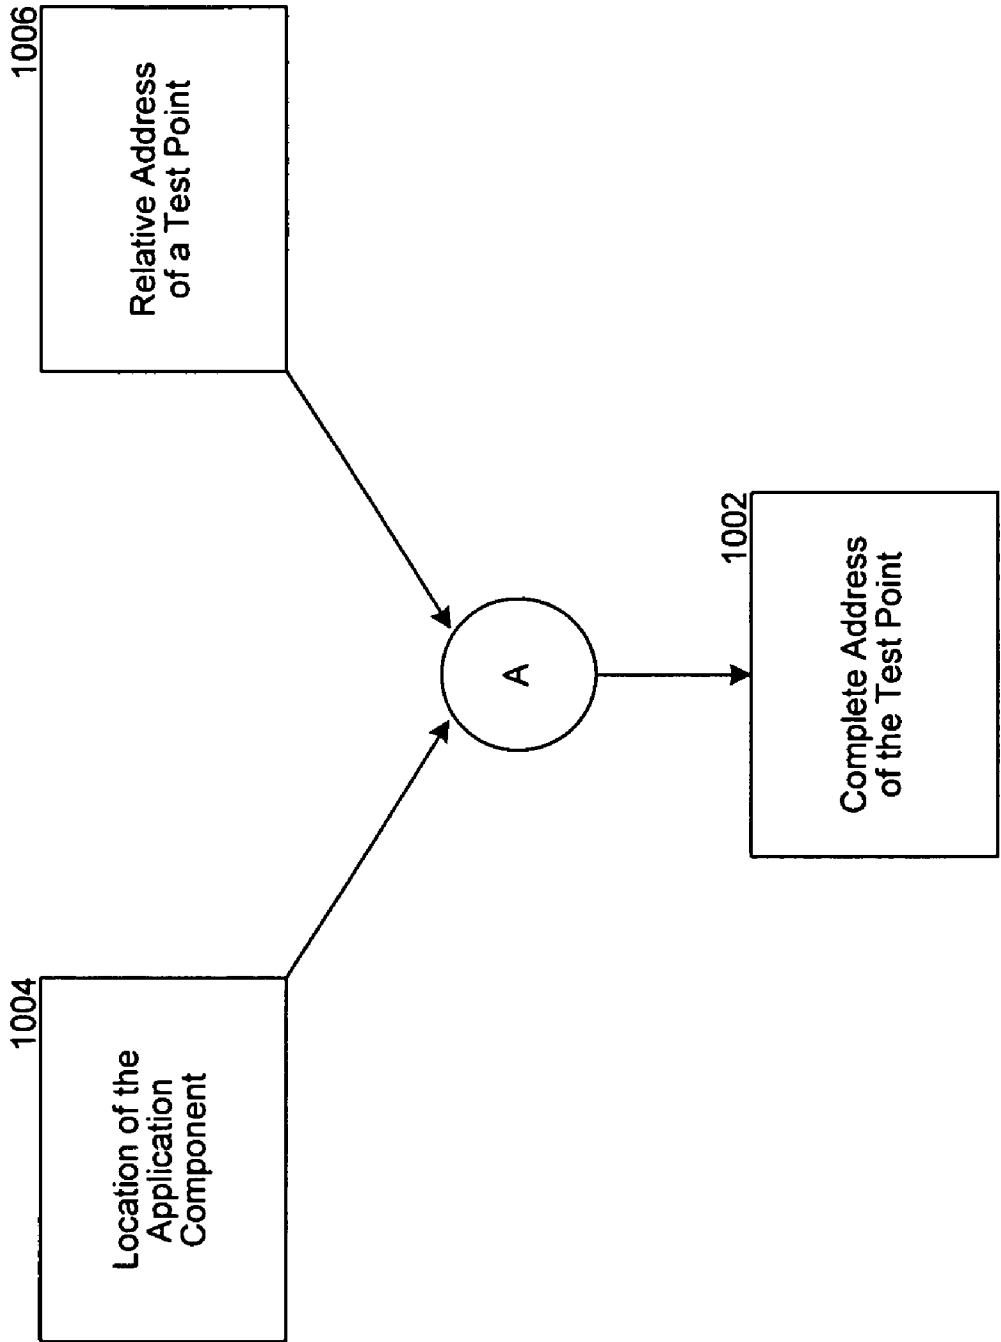 1004
Location of the
Application
Component
1006
Relative Address
of a Test Point
A
1002
Complete Address
of the Test Point